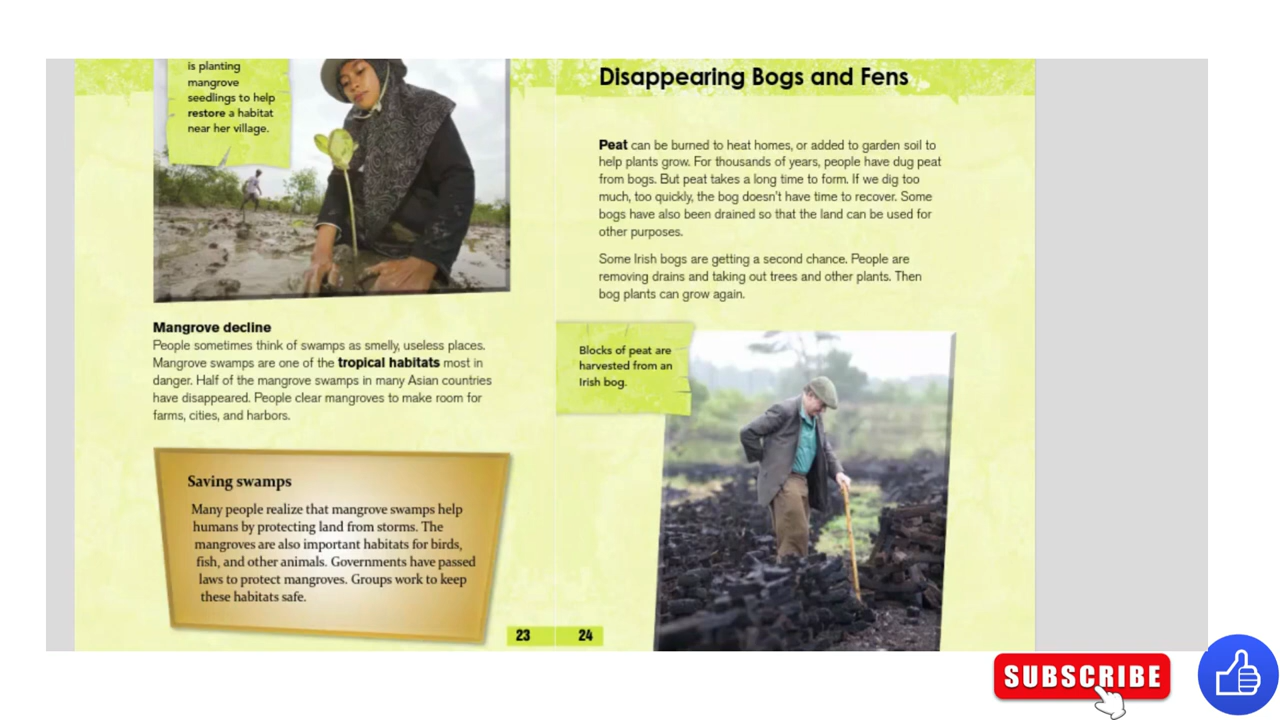 is planting
mangrove
seedlings to help
restore a habitat
near her village.
Mangrove decline
People sometimes think of swamps as smelly, useless places.
Mangrove swamps are one of the tropical habitats most in
danger. Half of the mangrove swamps in many Asian countries
have disappeared. People clear mangroves to make room for
farms, cities, and harbors.
Saving swamps
Many people realize that mangrove swamps help
humans by protecting land from storms. The
mangroves are also important habitats for birds,
fish, and other animals. Governments have passed
laws to protect mangroves. Groups work to keep
these habitats safe.
23
Disappearing Bogs and Fens
Peat can be burned to heat homes, or added to garden soil to
help plants grow. For thousands of years, people have dug peat
from bogs. But peat takes a long time to form. If we dig too
much, too quickly, the bog doesn't have time to recover. Some
bogs have also been drained so that the land can be used for
other purposes.
Some Irish bogs are getting a second chance. People are
removing drains and taking out trees and other plants. Then
bog plants can grow again.
Blocks of peat are
harvested from an
Irish bog.
24
SUBSCRIBE